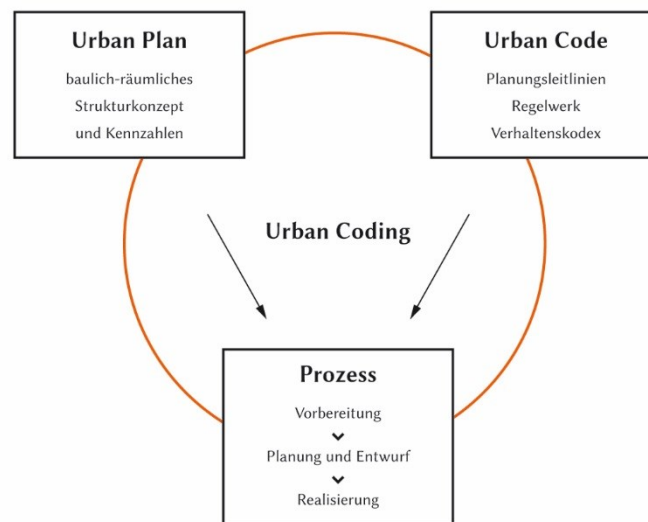 Urban Plan
baulich-räumliches
Strukturkonzept
und Kennzahlen
Urban Code
Planungsleitlinien
Regelwerk
Verhaltenskodex
Urban Coding
Prozess
Vorbereitung
Planung und Entwurf
Realisierung